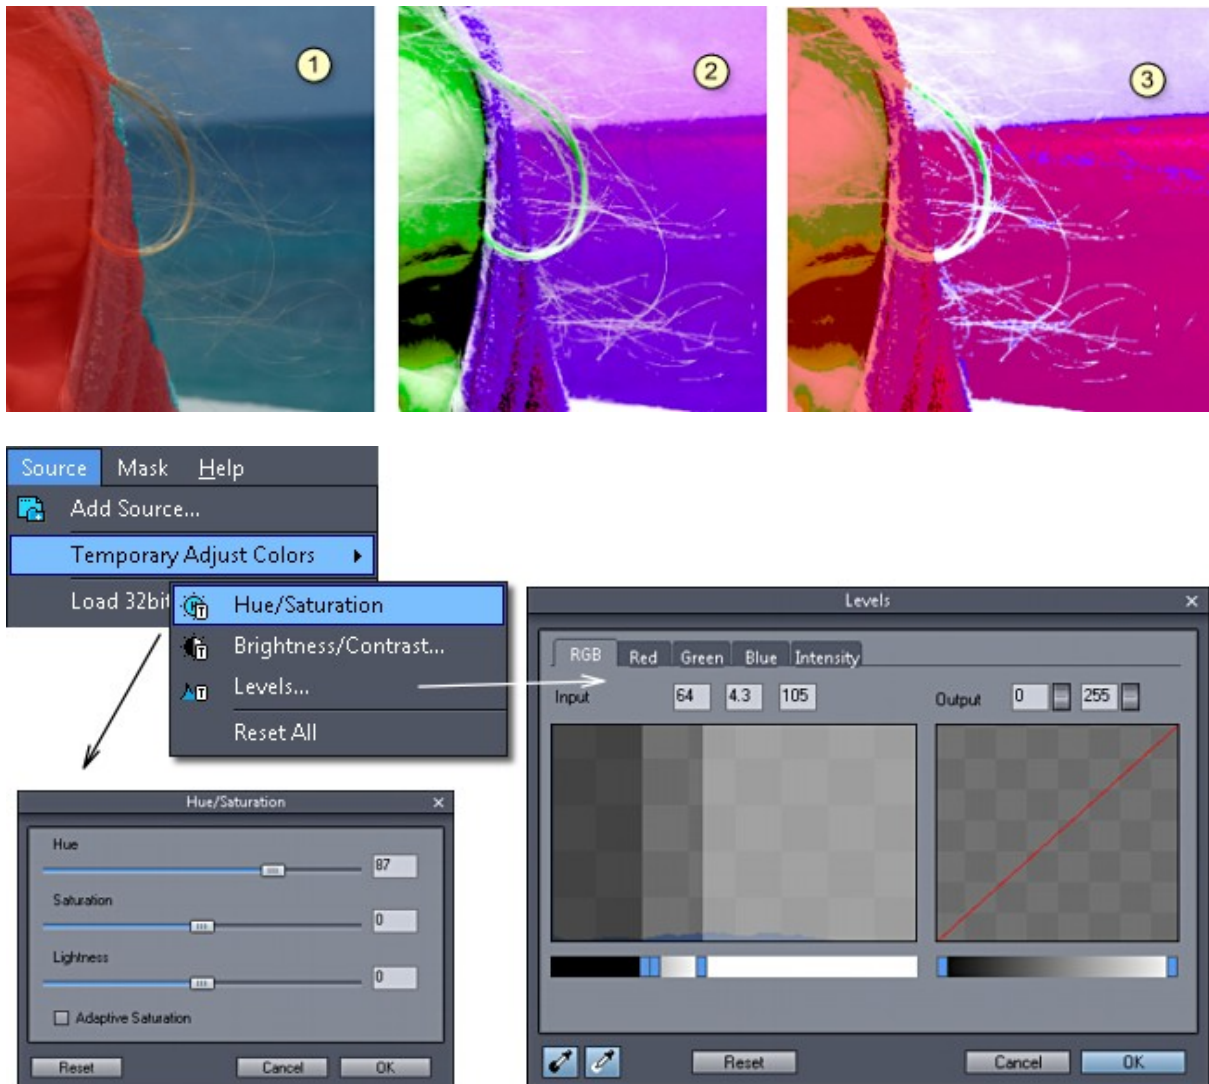 1
2
3
Source Mask Help
Add Source...
Temporary Adjust Colors
Load 32bit
Hue/Saturation
Brightness/Contrast...
Levels...
Reset All
Levels
RGB Red Green Blue Intensity
Input 64 4.3 105
Output 0 255
Reset Cancel OK
Hue/Saturation
Hue
87
Saturation
0
Lightness
0
Adaptive Saturation
Reset Cancel OK